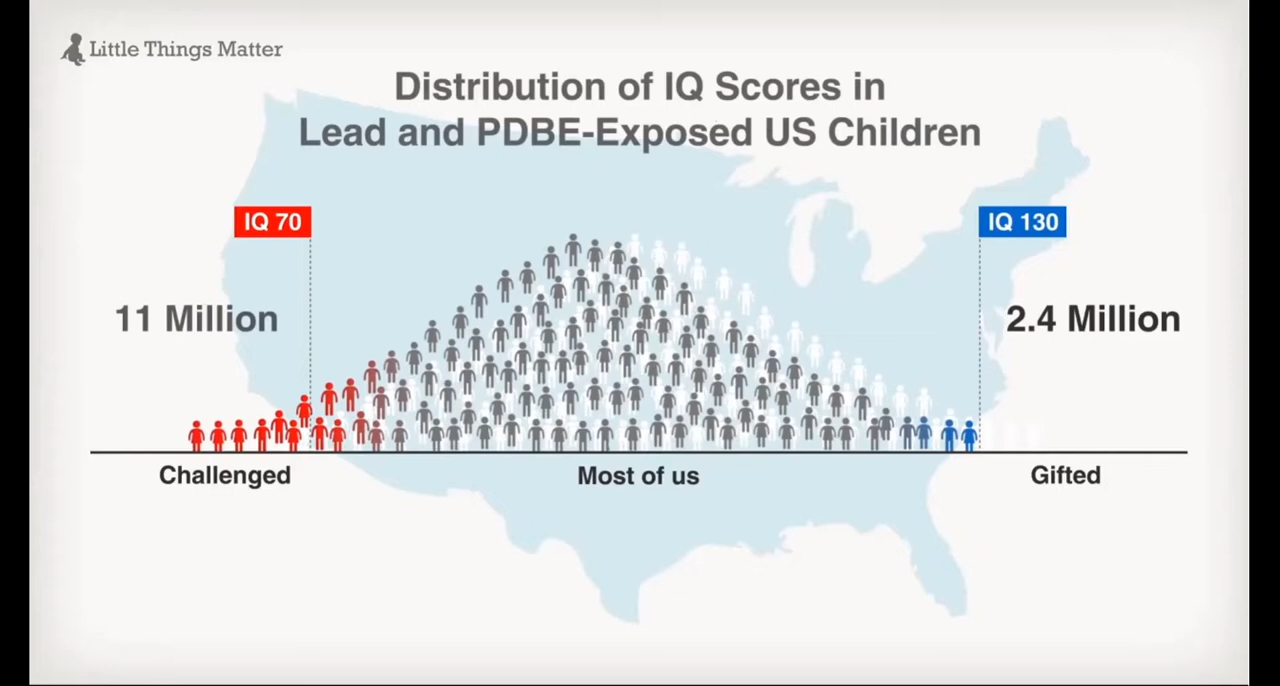 Little Things Matter
Distribution of IQ Scores in
Lead and PDBE-Exposed US Children
IQ 70
IQ 130
11 Million
2.4 Million
Challenged
Most of us
Gifted